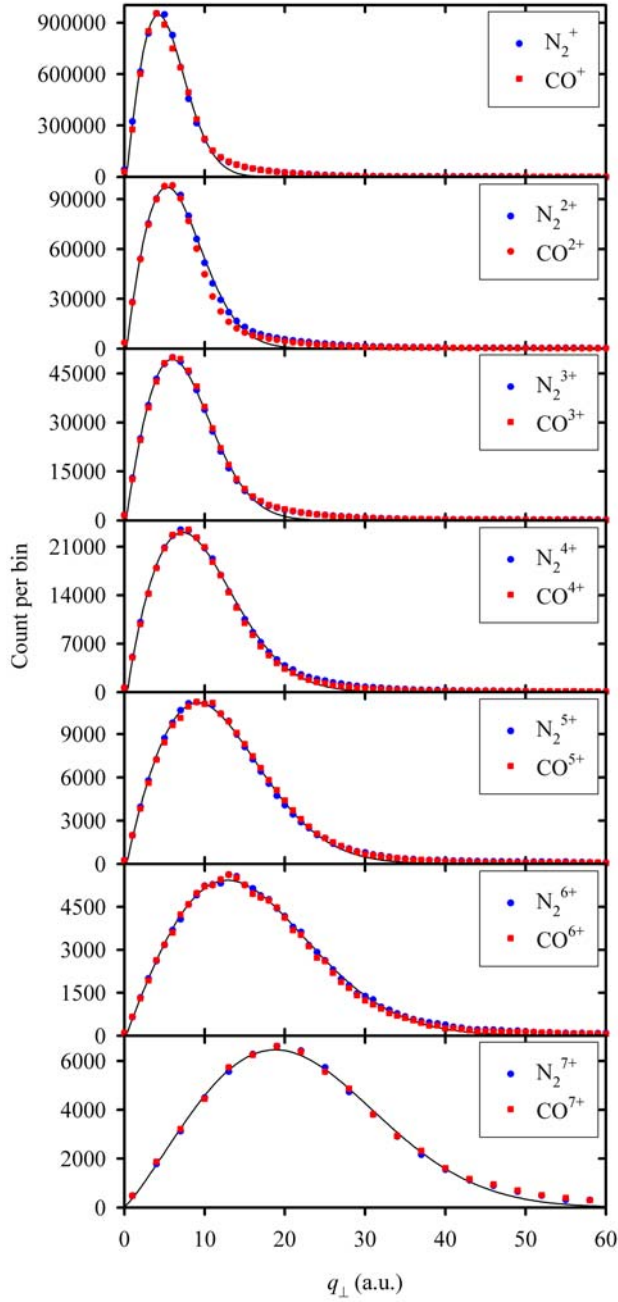 900000
600000
300000
0
N₂⁺
CO⁺
90000
60000
30000
0
N₂²⁺
CO²⁺
45000
30000
15000
0
N₂³⁺
CO³⁺
21000
14000
7000
0
N₂⁴⁺
CO⁴⁺
Count per bin
9000
6000
3000
0
N₂⁵⁺
CO⁵⁺
4500
3000
1500
0
N₂⁶⁺
CO⁶⁺
6000
4000
2000
0
N₂⁷⁺
CO⁷⁺
0 10 20 30 40 50 60
q⊥ (a.u.)